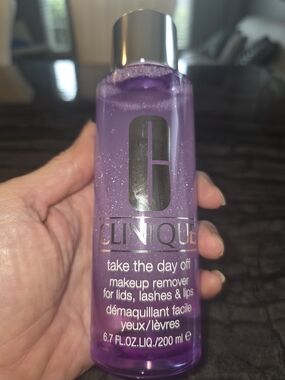 C
CLINIQUE
take the day off
makeup remover
for lids, lashes & lips
démaquillant facile
yeux/lèvres
6.7 FL.OZ.LIQ./200 ml e